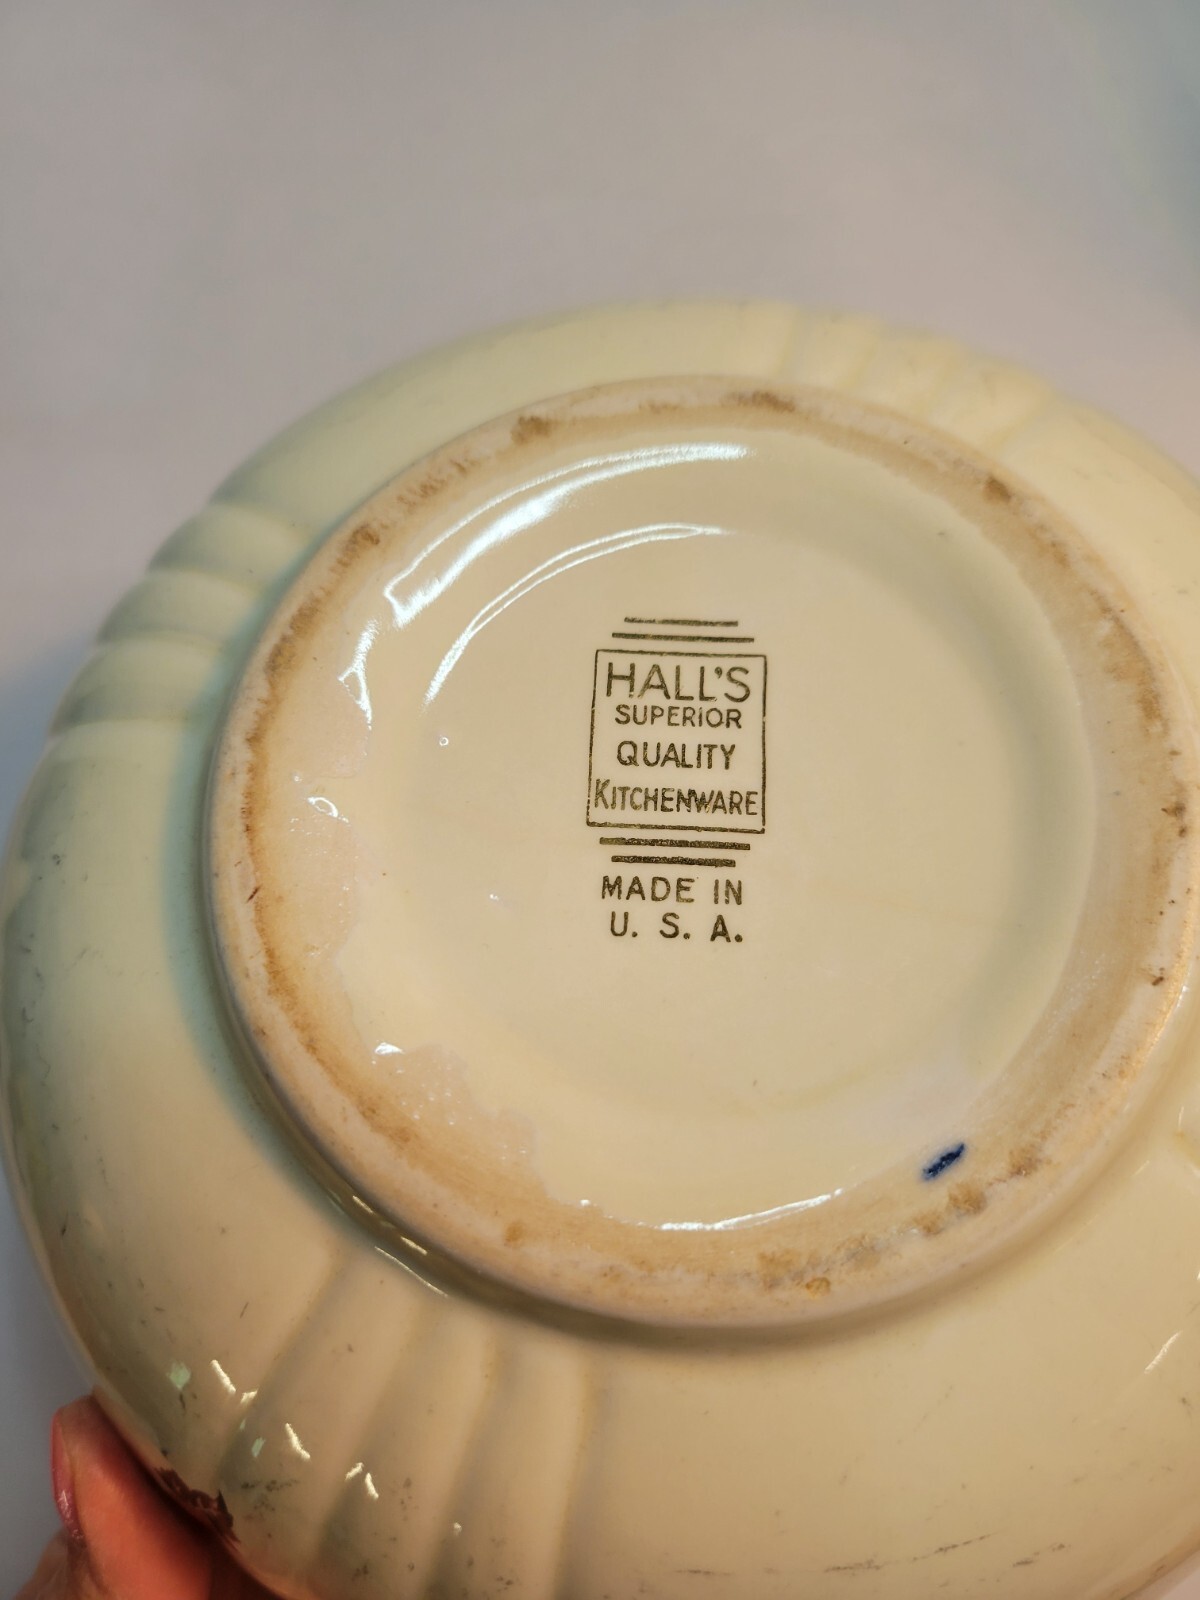 HALL'S
SUPERIOR
QUALITY
KITCHENWARE
MADE IN
U. S. A.